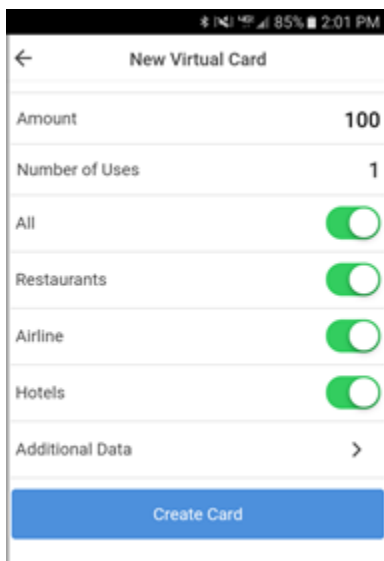 85% 2:01 PM
New Virtual Card
Amount 100
Number of Uses 1
All
Restaurants
Airline
Hotels
Additional Data
Create Card